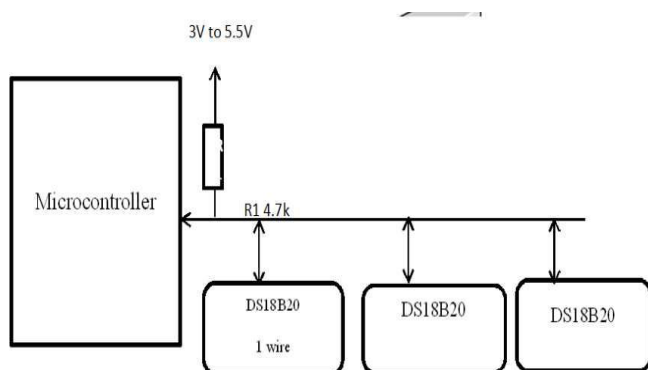 3V to 5.5V
Microcontroller
R1 4.7k
DS18B20
1 wire
DS18B20
DS18B20